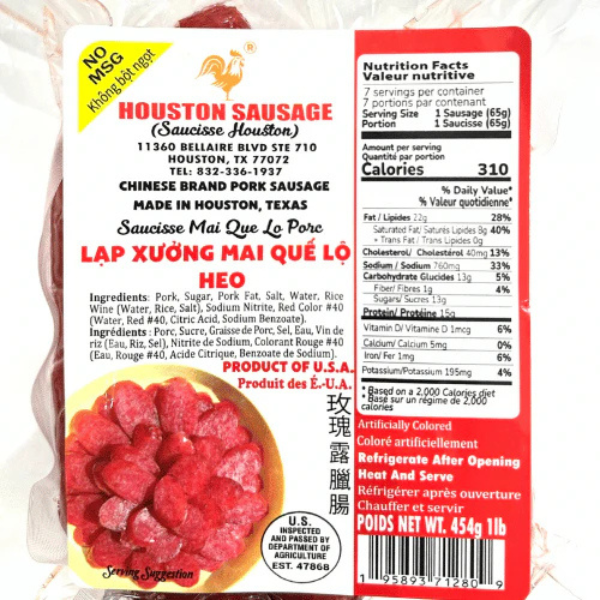 NO
MSG
Không bột ngọt
®
HOUSTON SAUSAGE
(Saucisse Houston)
11360 BELLAIRE BLVD STE 710
HOUSTON, TX 77072
TEL: 832-336-1937
CHINESE BRAND PORK SAUSAGE
MADE IN HOUSTON, TEXAS
Saucisse Mai Que Lo Porc
LẠP XƯỞNG MAI QUẾ LỘ
HEO
Ingredients: Pork, Sugar, Pork Fat, Salt, Water, Rice
Wine (Water, Rice, Salt), Sodium Nitrite, Red Color #40
(Water, Red #40, Citric Acid, Sodium Benzoate).
Ingrédients : Porc, Sucre, Graisse de Porc, Sel, Eau, Vin de
riz (Eau, Riz, Sel), Nitrite de Sodium, Colorant Rouge #40
(Eau, Rouge #40, Acide Citrique, Benzoate de Sodium).
PRODUCT OF U.S.A.
Produit des É.-U.A.
玫瑰露臘腸
Serving Suggestion
U.S.
INSPECTED
AND PASSED BY
DEPARTMENT OF
AGRICULTURE
EST. 4786B
Nutrition Facts
Valeur nutritive
7 servings per container
7 portions par contenant
Serving Size 1 Sausage (65g)
Portion 1 Saucisse (65g)
Amount per serving
Quantité par portion
Calories 310
% Daily Value*
% Valeur quotidienne*
Fat / Lipides 22g 28%
Saturated Fat/ Saturés Lipides 8g 40%
+ Trans Fat / Trans Lipides 0g
Cholesterol/ Cholestérol 40mg 13%
Sodium / Sodium 760mg 33%
Carbohydrate Glucides 13g 5%
Fiber/ Fibres 1g 4%
Sugars/ Sucres 13g
Protein/ Protéine 15g
Vitamin D/ Vitamine D 1mcg 6%
Calcium/ Calcium 5mg 0%
Iron/ Fer 1mg 6%
Potassium/Potassium 195mg 4%
*Based on a 2,000 Calories diet
*Base sur un régime de 2,000
calories
Artificially Colored
Coloré artificiellement
Refrigerate After Opening
Heat And Serve
Réfrigérer après ouverture
Chauffer et servir
POIDS NET WT. 454g 1lb
1 95893 71280 9